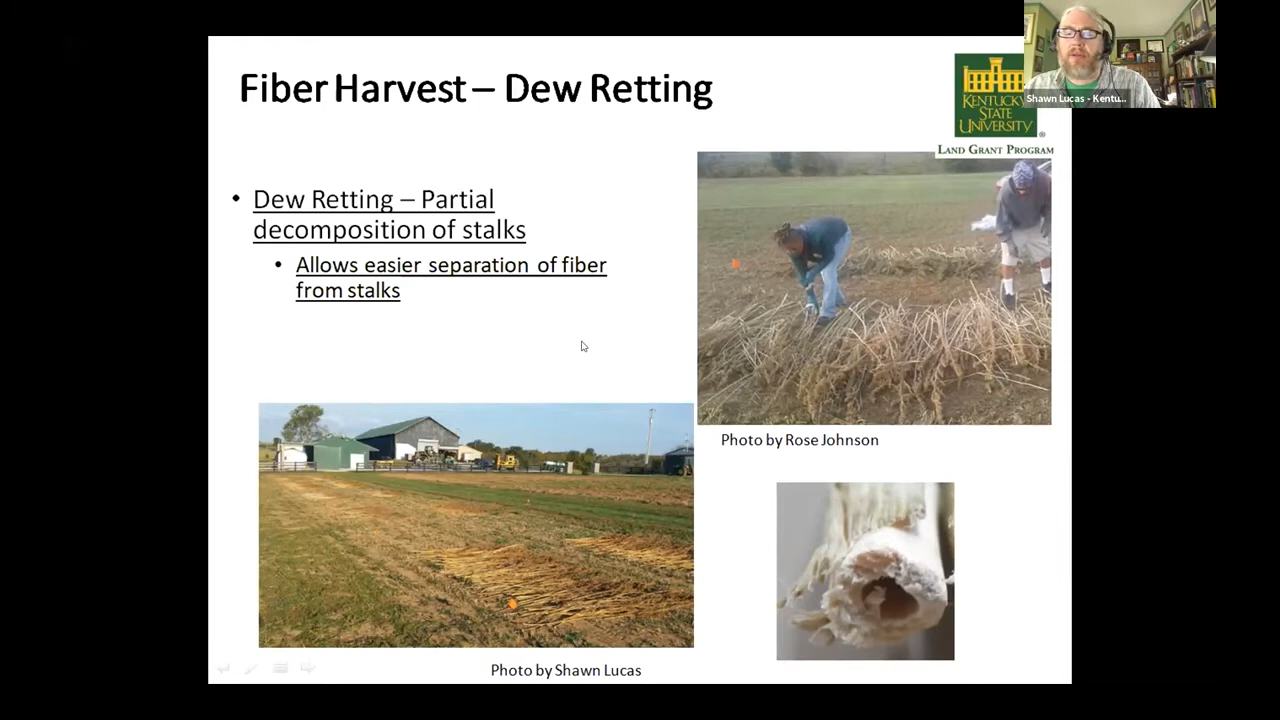 Fiber Harvest – Dew Retting
KENTUCKY
STATE
UNIVERSITY
®
LAND GRANT PROGRAM
Shawn Lucas - Kentu...
• Dew Retting – Partial
decomposition of stalks
• Allows easier separation of fiber
from stalks
Photo by Rose Johnson
Photo by Shawn Lucas